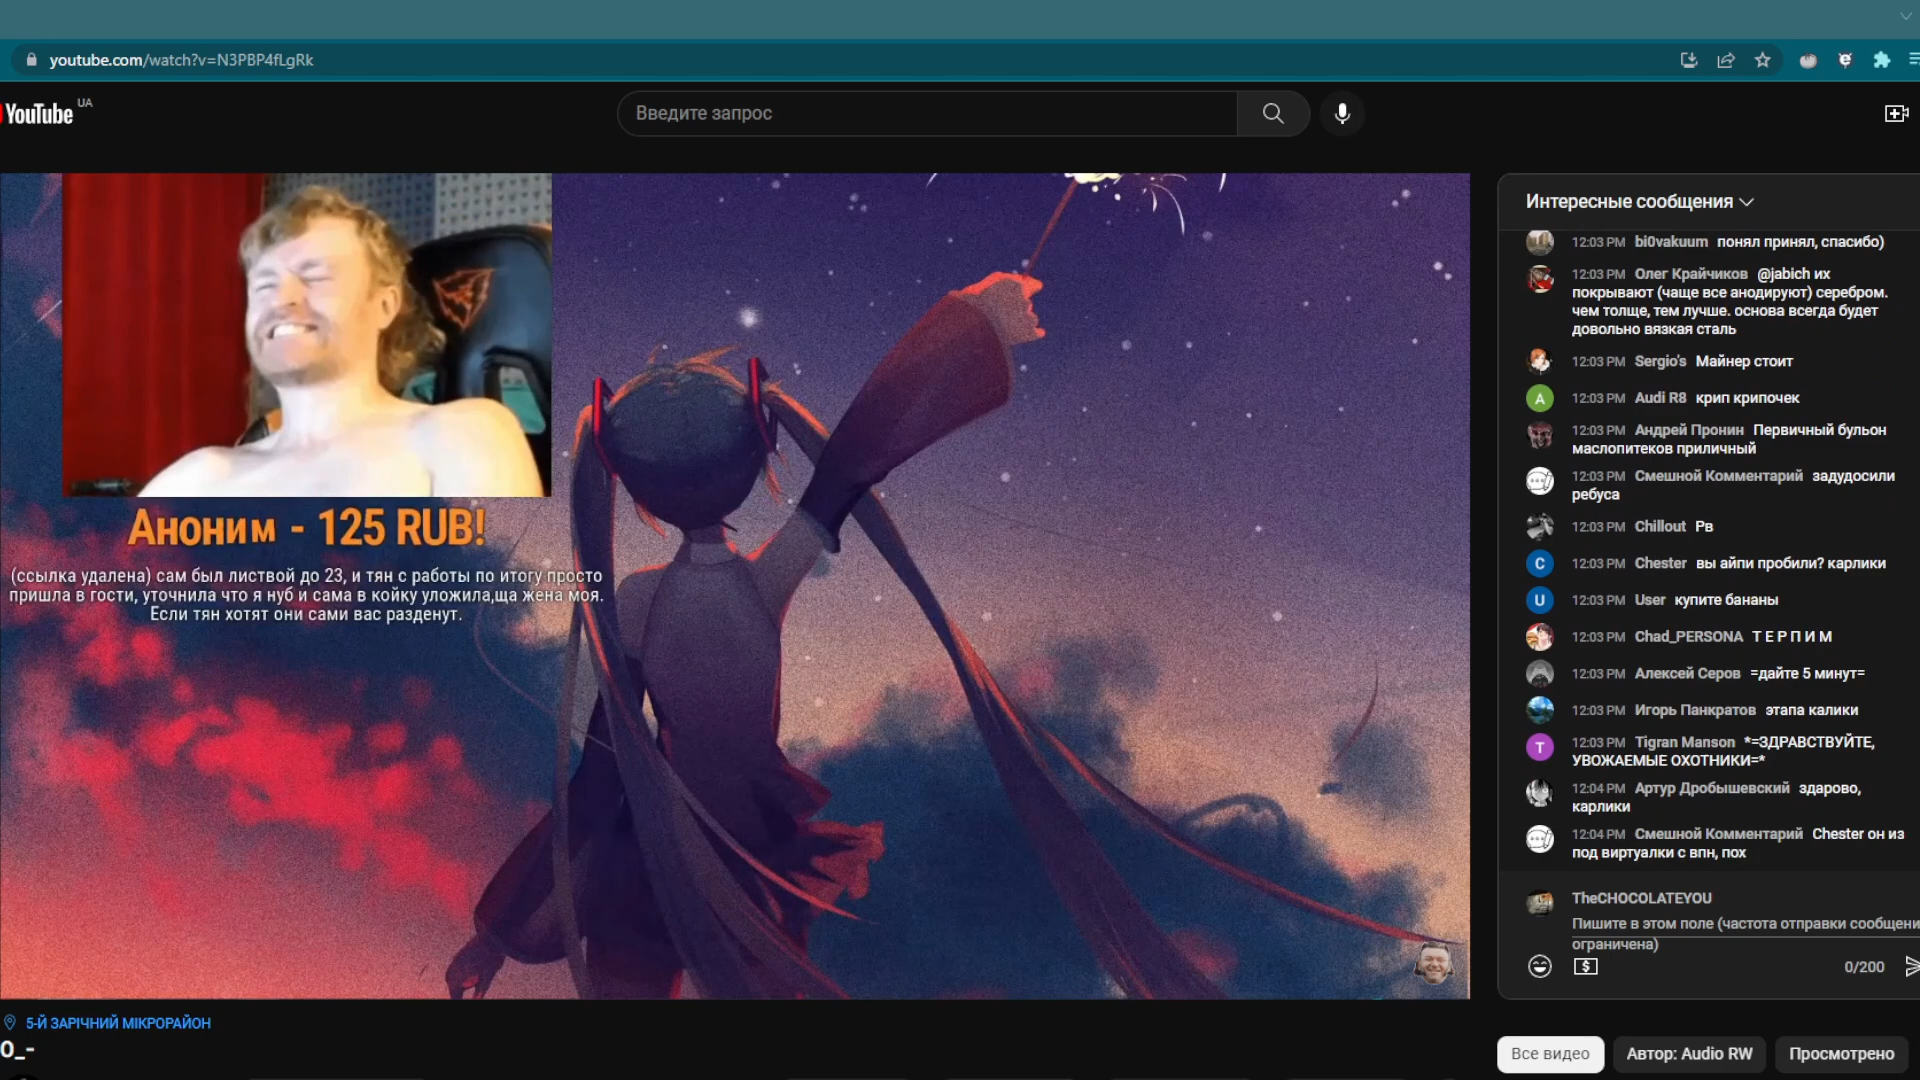 youtube.com/watch?v=N3PBP4fLgRk
YouTube UA
Введите запрос
Аноним - 125 RUB!
(ссылка удалена) сам был листвой до 23, и тян с работы по итогу просто
пришла в гости, уточнила что я нуб и сама в койку уложила,ща жена моя.
Если тян хотят они сами вас разденут.
Интересные сообщения
12:03 PM bi0vakuum понял принял, спасибо)
12:03 PM Олег Крайчиков @jabich их
покрывают (чаще все анодируют) серебром.
чем толще, тем лучше. основа всегда будет
довольно вязкая сталь
12:03 PM Sergio's Майнер стоит
A 12:03 PM Audi R8 крип крипочек
12:03 PM Андрей Пронин Первичный бульон
маслопитеков приличный
12:03 PM Смешной Комментарий задудосили
ребуса
12:03 PM Chillout Рв
C 12:03 PM Chester вы айпи пробили? карлики
U 12:03 PM User купите бананы
12:03 PM Chad_PERSONA Т Е Р П И М
12:03 PM Алексей Серов =дайте 5 минут=
12:03 PM Игорь Панкратов этапа калики
T 12:03 PM Tigran Manson *=ЗДРАВСТВУЙТЕ,
УВОЖАЕМЫЕ ОХОТНИКИ=*
12:04 PM Артур Дробышевский здарово,
карлики
12:04 PM Смешной Комментарий Chester он из
под виртуалки с впн, пох
TheCHOCOLATEYOU
Пишите в этом поле (частота отправки сообщени
ограничена)
0/200
5-Й ЗАРІЧНИЙ МІКРОРАЙОН
O_-
Все видео
Автор: Audio RW
Просмотрено